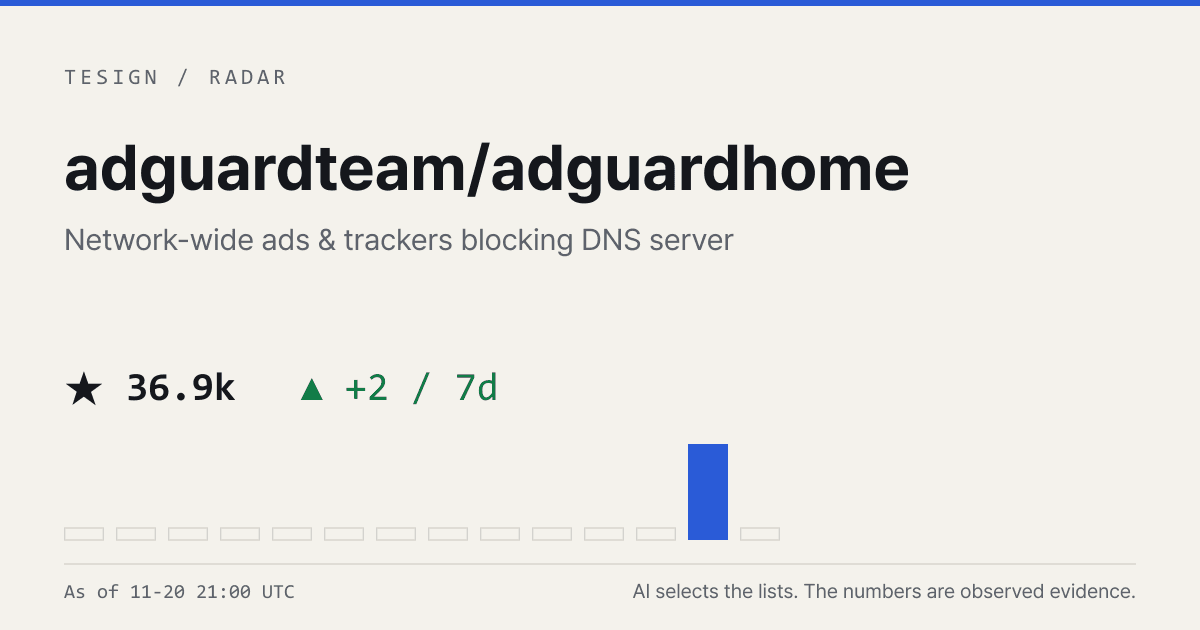 TESIGN / RADAR
adguardteam/adguardhome
Network-wide ads & trackers blocking DNS server
★ 36.9k ▲ +2 / 7d
As of 11-20 21:00 UTC
AI selects the lists. The numbers are observed evidence.